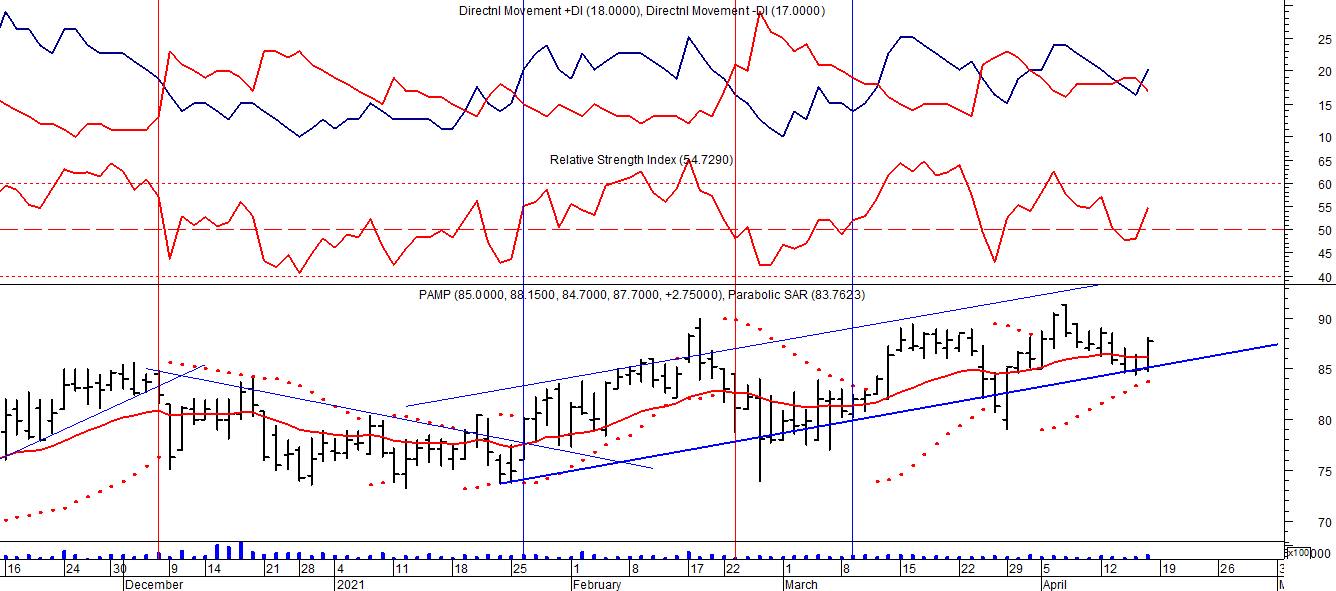 Directnl Movement +DI (18.0000), Directnl Movement -DI (17.0000)
25
20
15
10
Relative Strength Index (54.7290)
65
60
55
50
45
40
PAMP (85.0000, 88.1500, 84.7000, 87.7000, +2.75000), Parabolic SAR (83.7623)
90
85
80
75
70
x100
000
16 24 30 9 14 21 28 4 11 18 25 1 8 17 22 1 8 15 22 29 5 12 19 26
December 2021 February March April